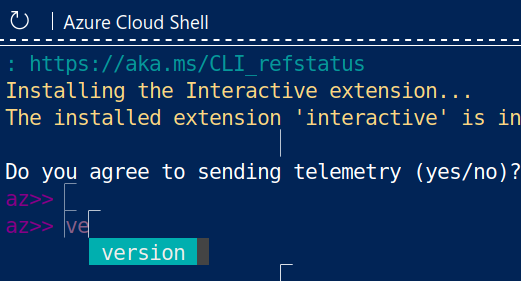 Azure Cloud Shell
: https://aka.ms/CLI_refstatus
Installing the Interactive extension...
The installed extension 'interactive' is in
Do you agree to sending telemetry (yes/no)?
az>>
az>> ve
version